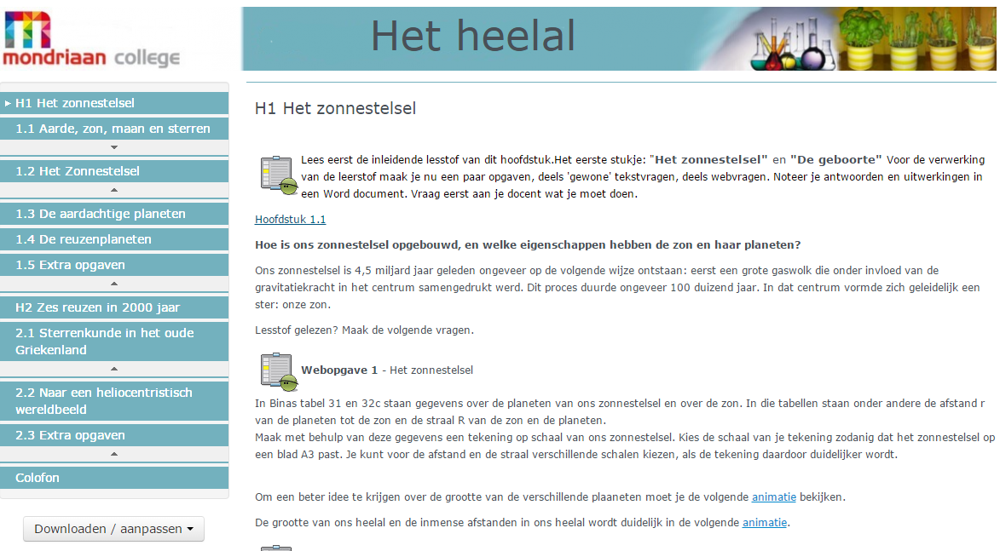 mondriaan college
Het heelal
H1 Het zonnestelsel
1.1 Aarde, zon, maan en sterren
1.2 Het Zonnestelsel
1.3 De aardachtige planeten
1.4 De reuzenplaneten
1.5 Extra opgaven
H2 Zes reuzen in 2000 jaar
2.1 Sterrenkunde in het oude
Griekenland
2.2 Naar een heliocentristisch
wereldbeeld
2.3 Extra opgaven
Colofon
Downloaden / aanpassen
H1 Het zonnestelsel
Lees eerst de inleidende lesstof van dit hoofdstuk.Het eerste stukje: "Het zonnestelsel" en "De geboorte" Voor de verwerking
van de leerstof maak je nu een paar opgaven, deels 'gewone' tekstvragen, deels webvragen. Noteer je antwoorden en uitwerkingen in
een Word document. Vraag eerst aan je docent wat je moet doen.
Hoofdstuk 1.1
Hoe is ons zonnestelsel opgebouwd, en welke eigenschappen hebben de zon en haar planeten?
Ons zonnestelsel is 4,5 miljard jaar geleden ongeveer op de volgende wijze ontstaan: eerst een grote gaswolk die onder invloed van de
gravitatiekracht in het centrum samengedrukt werd. Dit proces duurde ongeveer 100 duizend jaar. In dat centrum vormde zich geleidelijk een
ster: onze zon.
Lesstof gelezen? Maak de volgende vragen.
Webopgave 1 - Het zonnestelsel
In Binas tabel 31 en 32c staan gegevens over de planeten van ons zonnestelsel en over de zon. In die tabellen staan onder andere de afstand r
van de planeten tot de zon en de straal R van de zon en de planeten.
Maak met behulp van deze gegevens een tekening op schaal van ons zonnestelsel. Kies de schaal van je tekening zodanig dat het zonnestelsel op
een blad A3 past. Je kunt voor de afstand en de straal verschillende schalen kiezen, als de tekening daardoor duidelijker wordt.
Om een beter idee te krijgen over de grootte van de verschillende plaaneten moet je de volgende animatie bekijken.
De grootte van ons heelal en de inmense afstanden in ons heelal wordt duidelijk in de volgende animatie.